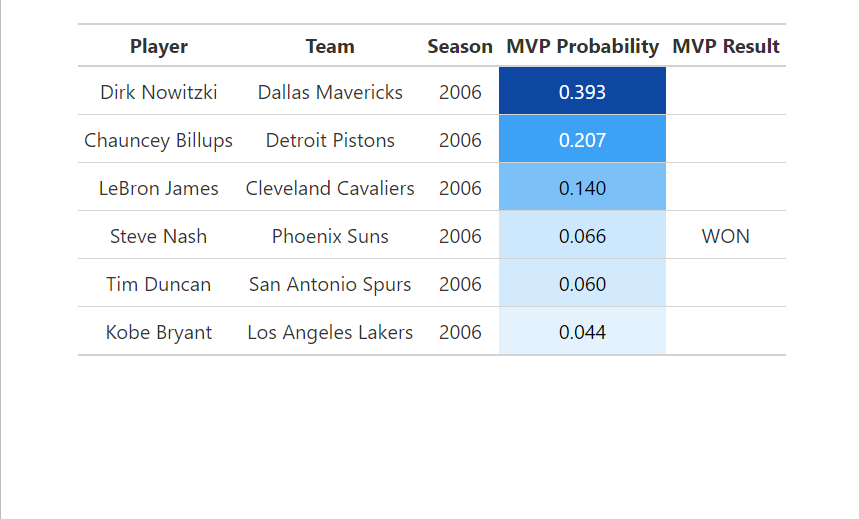 Player Team Season MVP Probability MVP Result
Dirk Nowitzki Dallas Mavericks 2006 0.393
Chauncey Billups Detroit Pistons 2006 0.207
LeBron James Cleveland Cavaliers 2006 0.140
Steve Nash Phoenix Suns 2006 0.066 WON
Tim Duncan San Antonio Spurs 2006 0.060
Kobe Bryant Los Angeles Lakers 2006 0.044